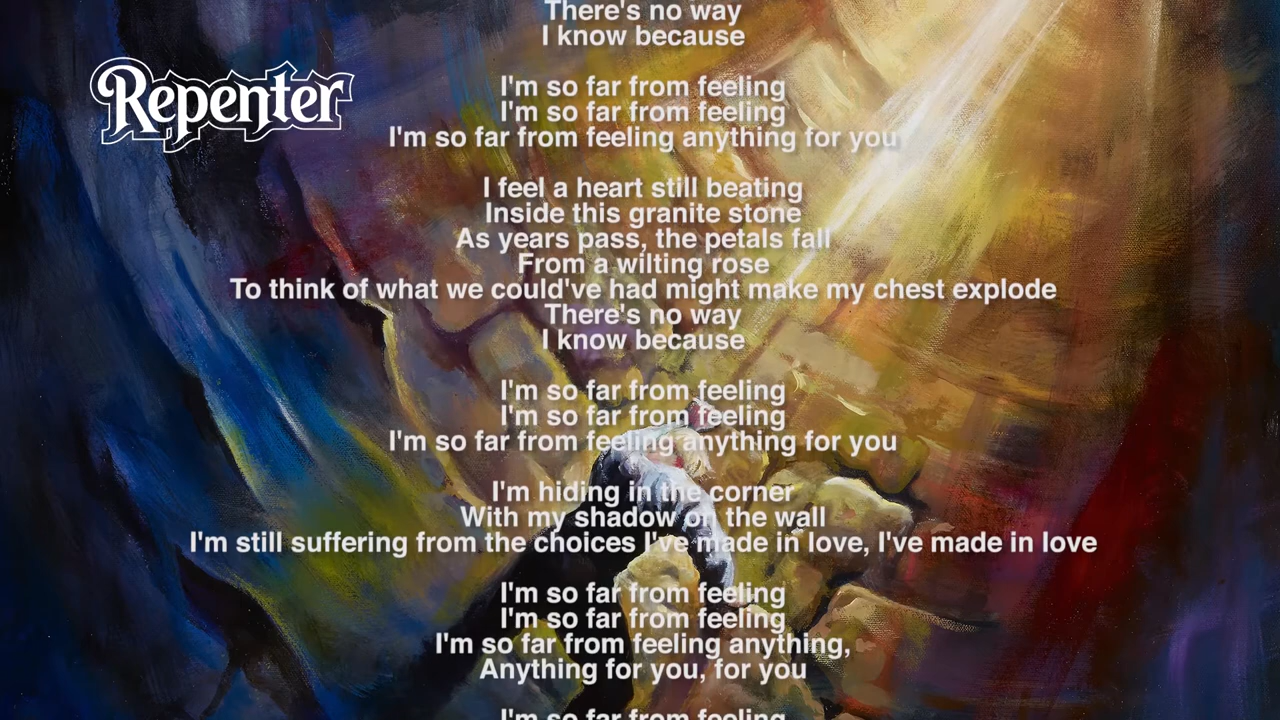 There's no way
I know because
Repenter
I'm so far from feeling
I'm so far from feeling
I'm so far from feeling anything for you
I feel a heart still beating
Inside this granite stone
As years pass, the petals fall
From a wilting rose
To think of what we could've had might make my chest explode
There's no way
I know because
I'm so far from feeling
I'm so far from feeling
I'm so far from feeling anything for you
I'm hiding in the corner
With my shadow on the wall
I'm still suffering from the choices I've made in love, I've made in love
I'm so far from feeling
I'm so far from feeling
I'm so far from feeling anything,
Anything for you, for you
I'm so far from feeling